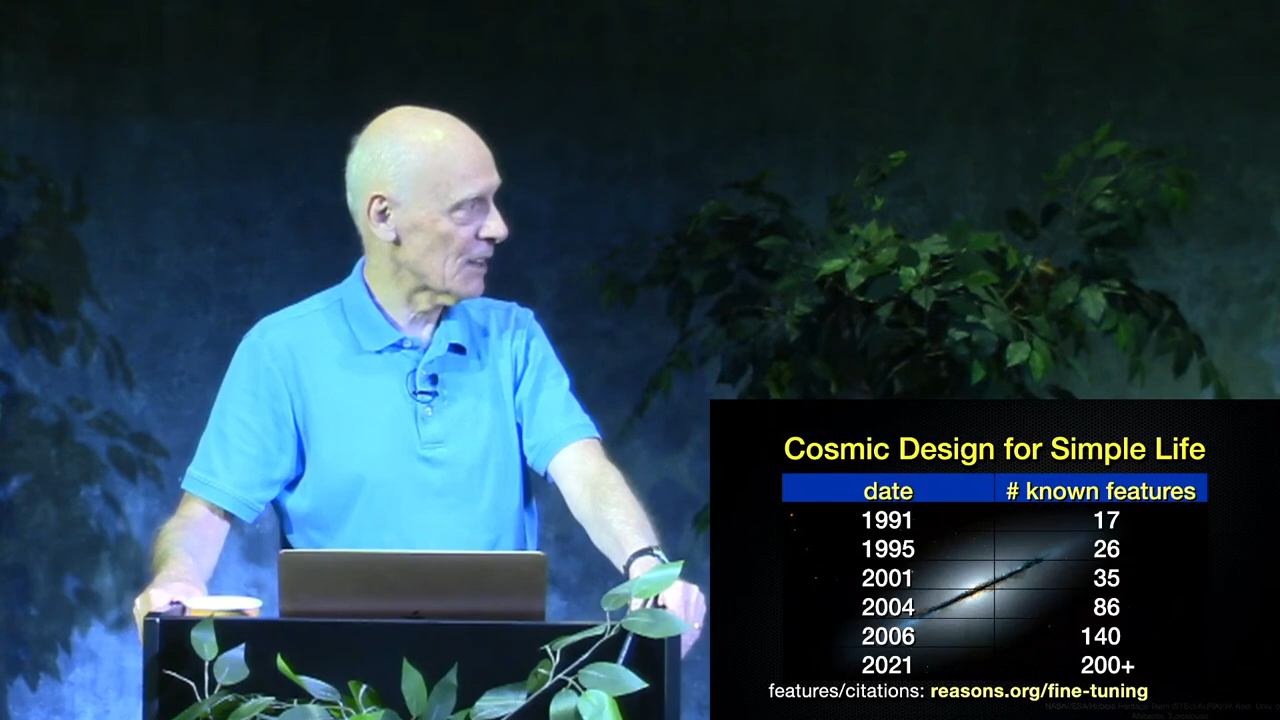 Cosmic Design for Simple Life
date # known features
1991 17
1995 26
2001 35
2004 86
2006 140
2021 200+
features/citations: reasons.org/fine-tuning